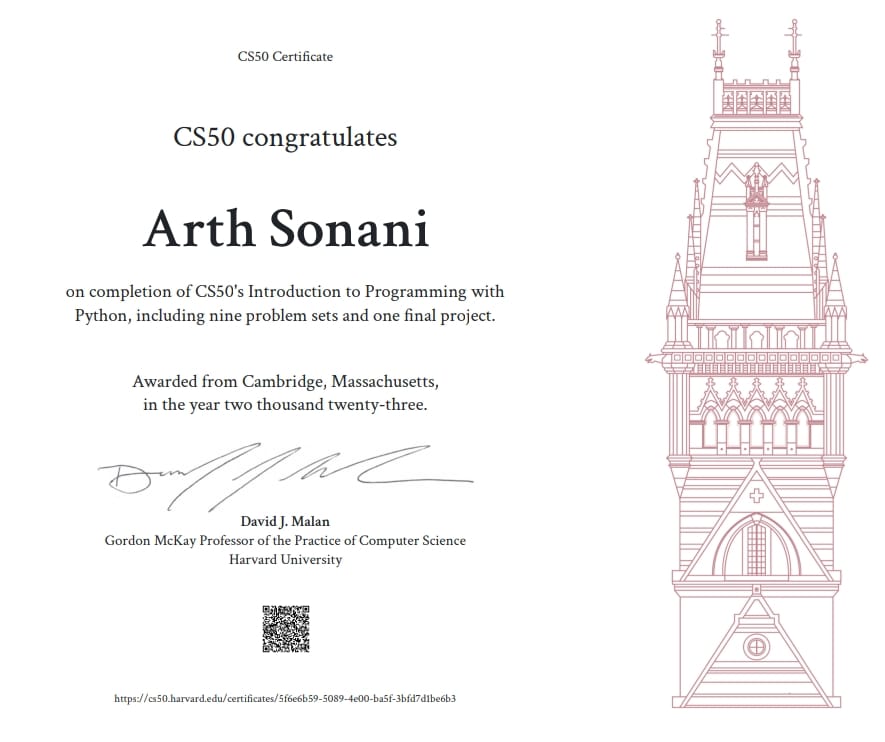 CS50 Certificate
CS50 congratulates
Arth Sonani
on completion of CS50's Introduction to Programming with
Python, including nine problem sets and one final project.
Awarded from Cambridge, Massachusetts,
in the year two thousand twenty-three.
David J. Malan
Gordon McKay Professor of the Practice of Computer Science
Harvard University
https://cs50.harvard.edu/certificates/5f6e6b59-5089-4e00-ba5f-3bfd7d1be6b3